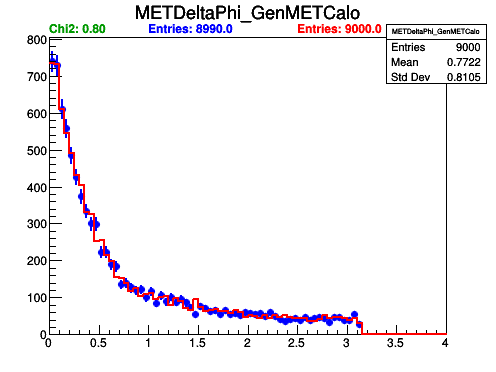 METDeltaPhi_GenMETCalo
Chi2: 0.80 Entries: 8990.0 Entries: 9000.0
METDeltaPhi_GenMETCalo
Entries 9000
Mean 0.7722
Std Dev 0.8105
800
700
600
500
400
300
200
100
0
0 0.5 1 1.5 2 2.5 3 3.5 4